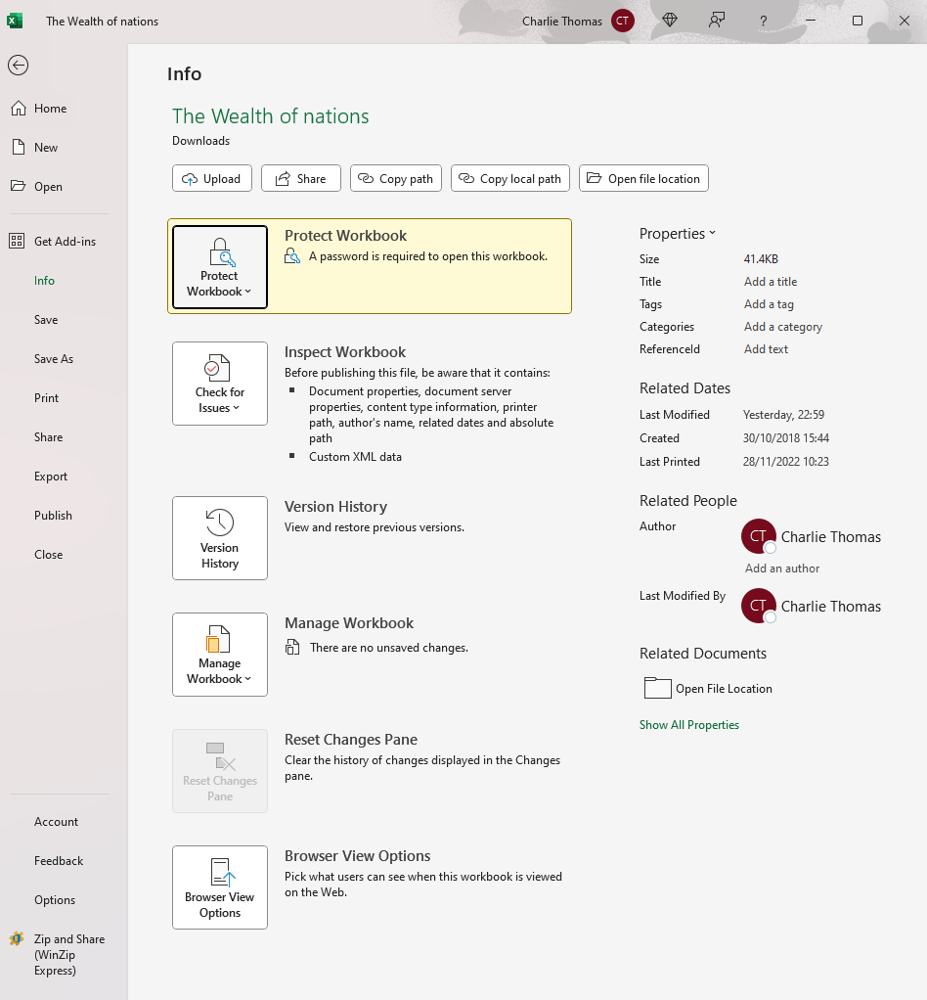 The Wealth of nations
Charlie Thomas CT ?
Info
Home
New
Open
Get Add-ins
Info
Save
Save As
Print
Share
Export
Publish
Close
Account
Feedback
Options
Zip and Share
(WinZip
Express)
The Wealth of nations
Downloads
Upload
Share
Copy path
Copy local path
Open file location
Protect
Workbook
Protect Workbook
A password is required to open this workbook.
Check for
Issues
Inspect Workbook
Before publishing this file, be aware that it contains:
Document properties, document server
properties, content type information, printer
path, author's name, related dates and absolute
path
Custom XML data
Version
History
Version History
View and restore previous versions.
Manage
Workbook
Manage Workbook
There are no unsaved changes.
Reset Changes
Pane
Reset Changes Pane
Clear the history of changes displayed in the Changes
pane.
Browser View
Options
Browser View Options
Pick what users can see when this workbook is viewed
on the Web.
Properties
Size 41.4KB
Title Add a title
Tags Add a tag
Categories Add a category
ReferenceId Add text
Related Dates
Last Modified Yesterday, 22:59
Created 30/10/2018 15:44
Last Printed 28/11/2022 10:23
Related People
Author CT Charlie Thomas
Add an author
Last Modified By CT Charlie Thomas
Related Documents
Open File Location
Show All Properties